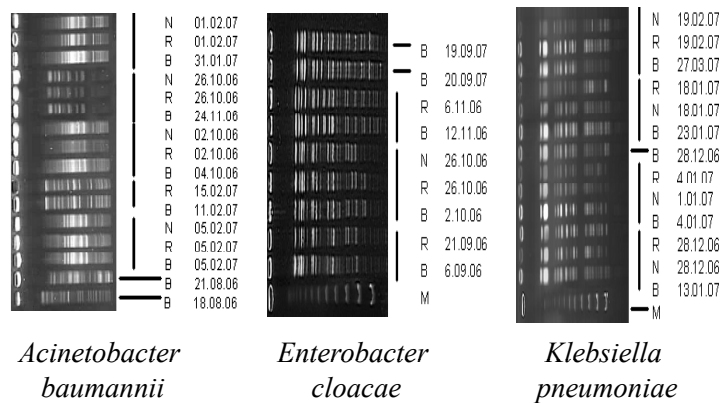 N 01.02.07
R 01.02.07
B 31.01.07
N 26.10.06
R 26.10.06
B 24.11.06
N 02.10.06
R 02.10.06
B 04.10.06
R 15.02.07
B 11.02.07
N 05.02.07
R 05.02.07
B 05.02.07
B 21.08.06
B 18.08.06
Acinetobacter
baumannii
B 19.09.07
B 20.09.07
R 6.11.06
B 12.11.06
N 26.10.06
R 26.10.06
B 2.10.06
R 21.09.06
B 6.09.06
M
Enterobacter
cloacae
N 19.02.07
R 19.02.07
B 27.03.07
R 18.01.07
N 18.01.07
B 23.01.07
B 28.12.06
R 4.01.07
N 1.01.07
B 4.01.07
R 28.12.06
N 28.12.06
B 13.01.07
M
Klebsiella
pneumoniae